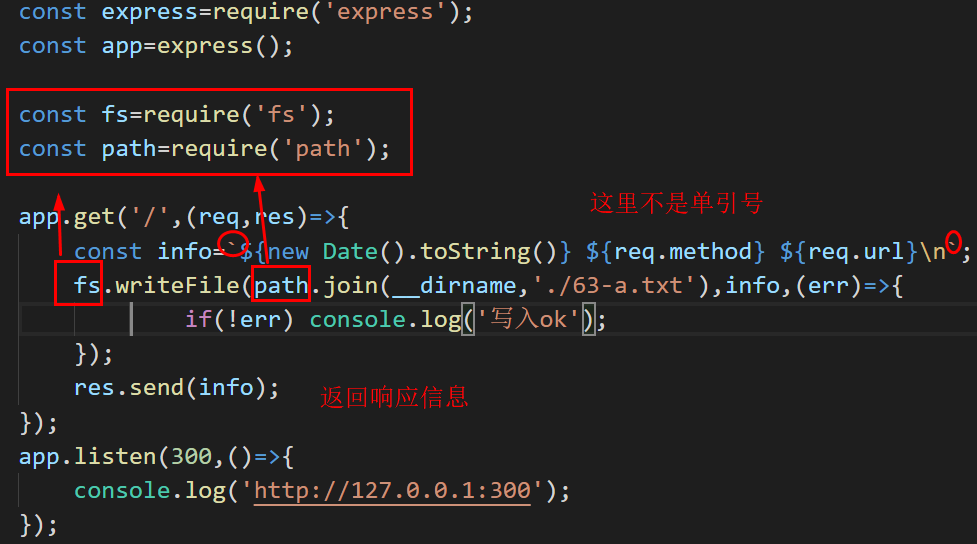 const express=require('express');
const app=express();
const fs=require('fs');
const path=require('path');
app.get('/',(req,res)=>{
这里不是单引号
const info=`${new Date().toString()} ${req.method} ${req.url}\n`;
fs.writeFile(path.join(__dirname,'./63-a.txt'),info,(err)=>{
if(!err) console.log('写入ok');
});
res.send(info);
返回响应信息
});
app.listen(300,()=>{
console.log('http://127.0.0.1:300');
});